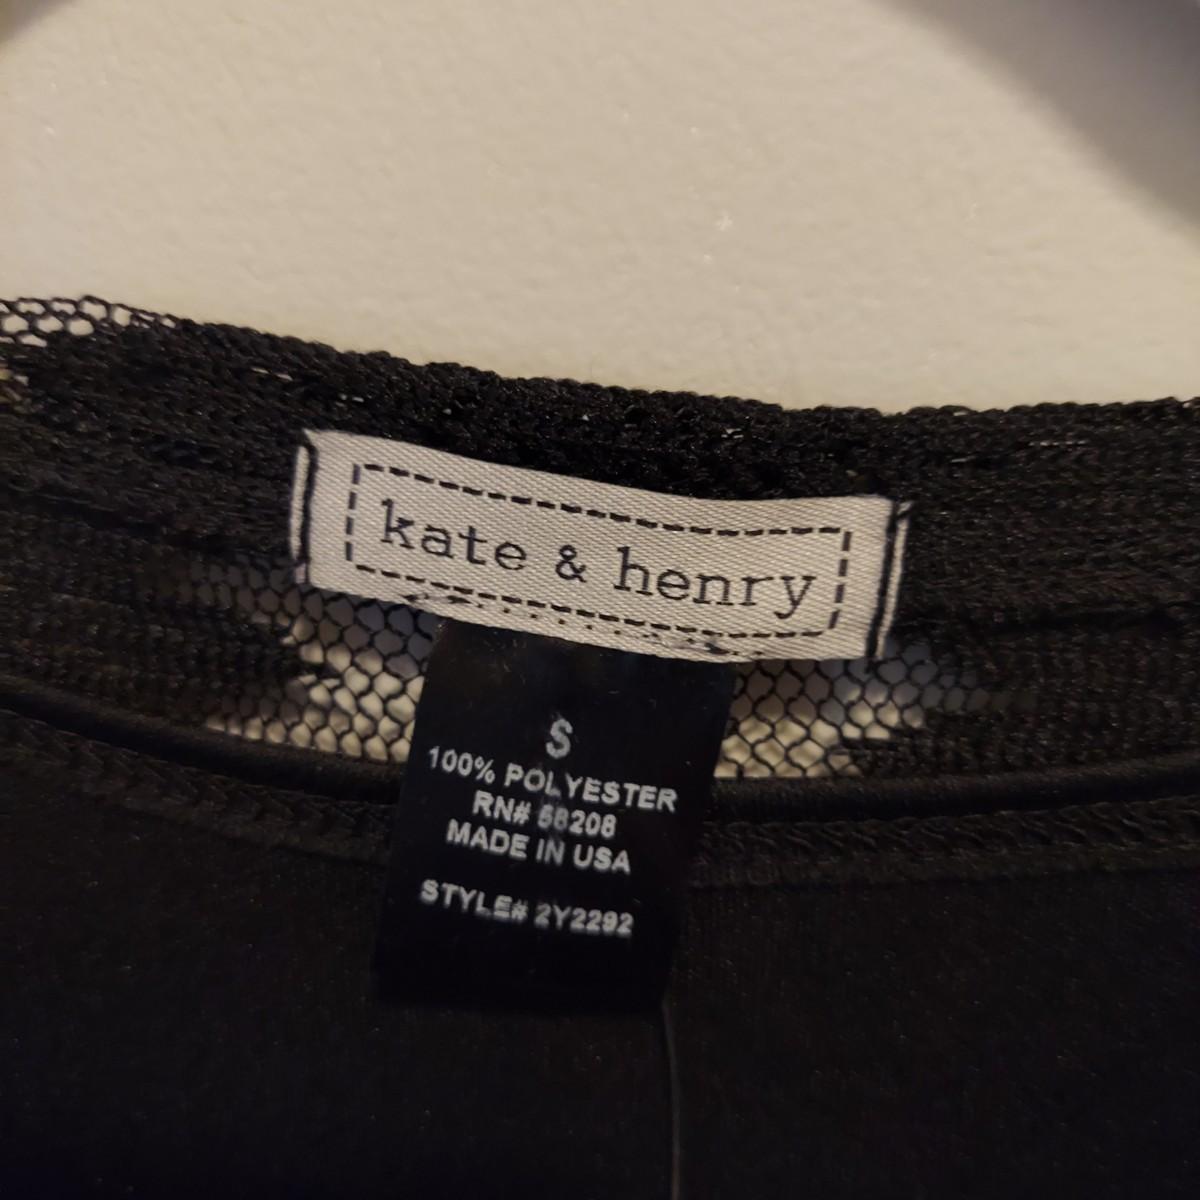 kate & henry
S
100% POLYESTER
RN# 58208
MADE IN USA
STYLE# 2Y2292